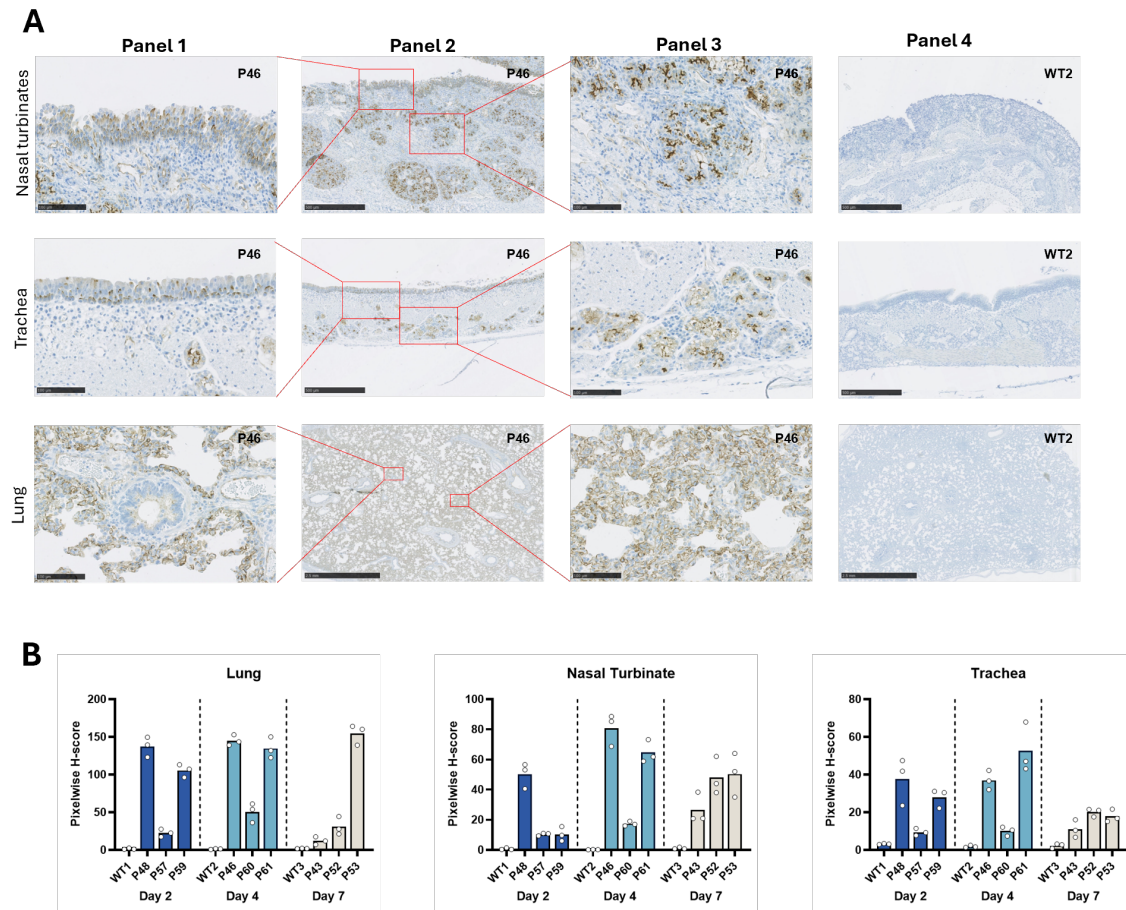 A
Panel 1 Panel 2 Panel 3 Panel 4
Nasal turbinates
P46 P46 P46 WT2
Trachea
P46 P46 P46 WT2
Lung
P46 P46 P46 WT2
B
Lung
Pixelwise H-score
200
150
100
50
0
WT1 P48 P57 P59 WT2 P46 P60 P61 WT3 P43 P52 P53
Day 2 Day 4 Day 7
Nasal Turbinate
Pixelwise H-score
100
80
60
40
20
0
WT1 P48 P57 P59 WT2 P46 P60 P61 WT3 P43 P52 P53
Day 2 Day 4 Day 7
Trachea
Pixelwise H-score
80
60
40
20
0
WT1 P48 P57 P59 WT2 P46 P60 P61 WT3 P43 P52 P53
Day 2 Day 4 Day 7